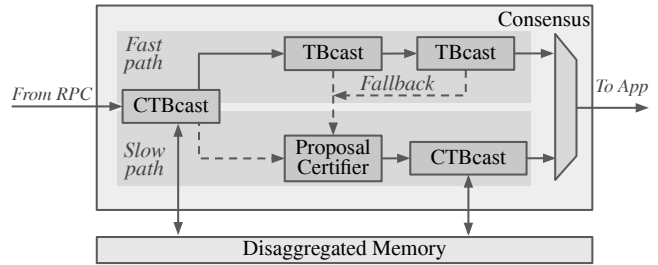 Consensus
Fast
path
TBcast
TBcast
Fallback
From RPC
To App
CTBcast
Slow
path
Proposal
Certifier
CTBcast
Disaggregated Memory